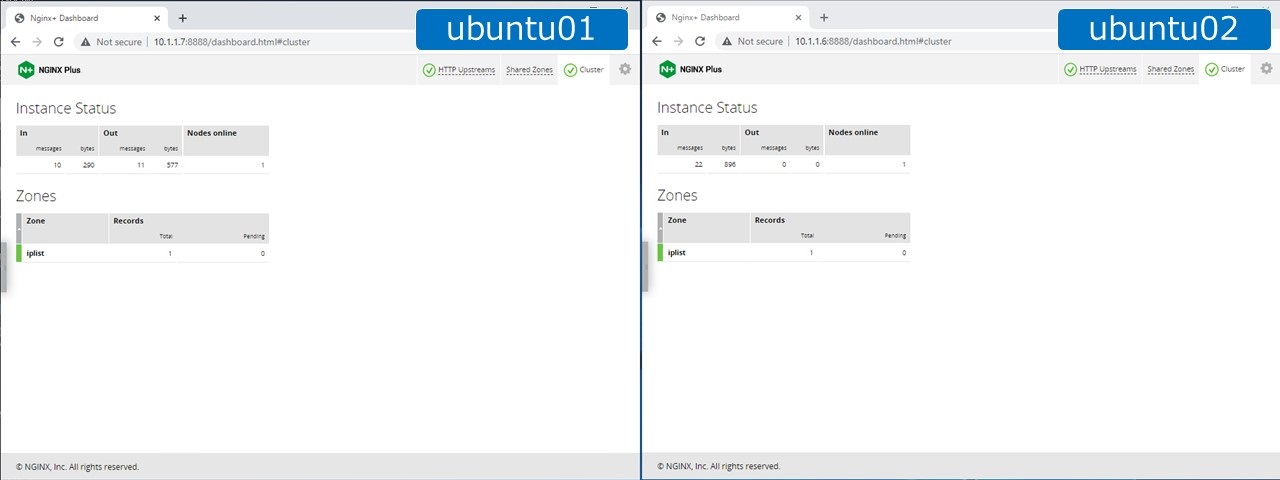 Nginx+ Dashboard
ubuntu01
Not secure 10.1.1.7:8888/dashboard.html#cluster
N+ NGINX Plus
HTTP Upstreams Shared Zones Cluster
Instance Status
In Out Nodes online
messages bytes messages bytes
10 290 11 577 1
Zones
Zone Records
Total Pending
iplist 1 0
© NGINX, Inc. All rights reserved.
Nginx+ Dashboard
ubuntu02
Not secure 10.1.1.6:8888/dashboard.html#cluster
N+ NGINX Plus
HTTP Upstreams Shared Zones Cluster
Instance Status
In Out Nodes online
messages bytes messages bytes
22 896 0 0 1
Zones
Zone Records
Total Pending
iplist 1 0
© NGINX, Inc. All rights reserved.